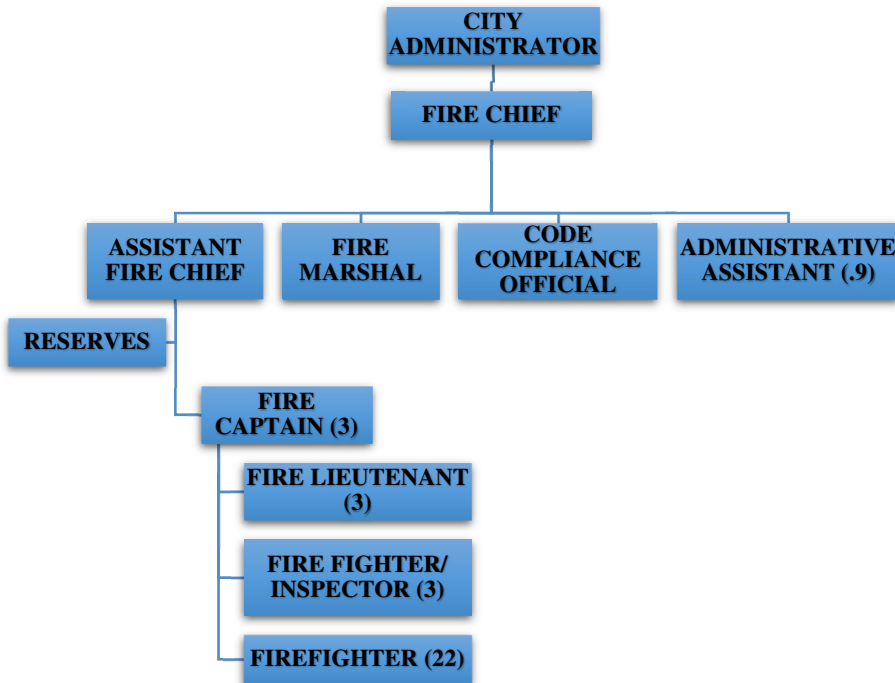 CITY
ADMINISTRATOR
FIRE CHIEF
ASSISTANT
FIRE CHIEF
FIRE
MARSHAL
CODE
COMPLIANCE
OFFICIAL
ADMINISTRATIVE
ASSISTANT (.9)
RESERVES
FIRE
CAPTAIN (3)
FIRE LIEUTENANT
(3)
FIRE FIGHTER/
INSPECTOR (3)
FIREFIGHTER (22)